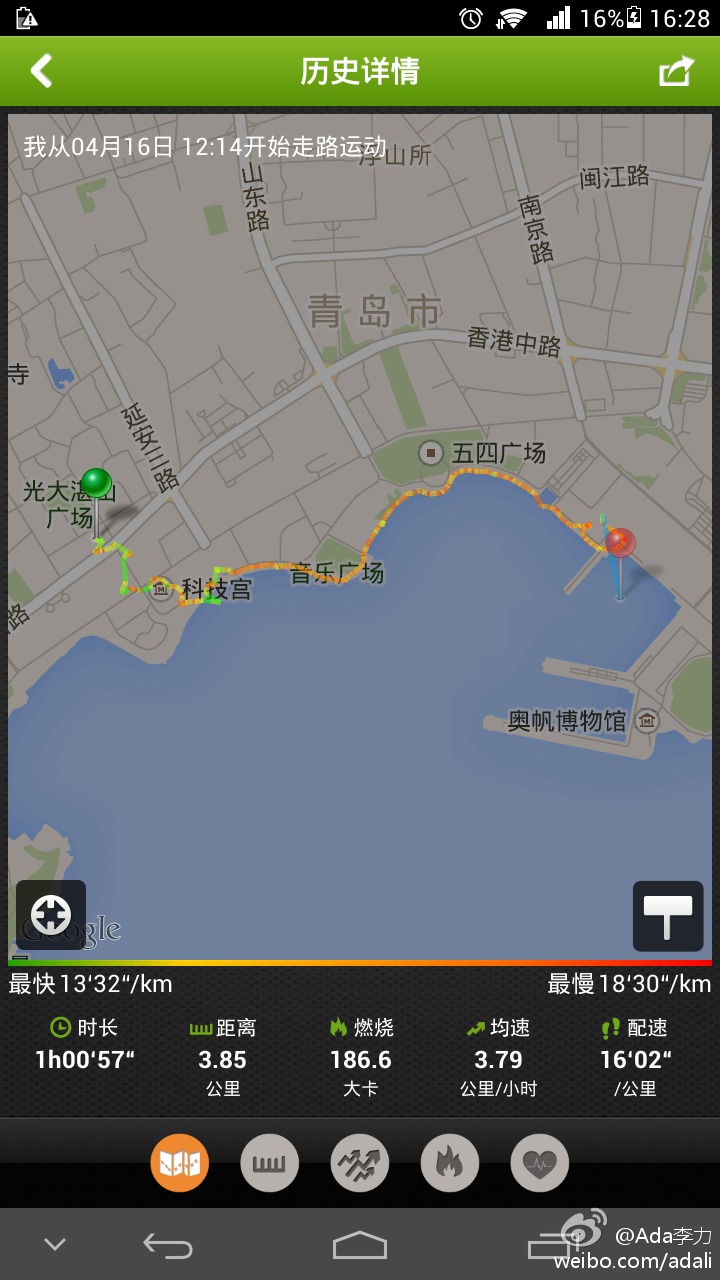 16% 16:28
历史详情
我从04月16日 12:14开始走路运动
浮山所
闽江路
山东路
南京路
青岛市
香港中路
寺
延安三路
五四广场
光大湛山
广场
音乐广场
科技宫
路
奥帆博物馆
Google
最快13'32"/km
最慢18'30"/km
时长 距离 燃烧 均速 配速
1h00'57" 3.85 186.6 3.79 16'02"
公里 大卡 公里/小时 /公里
@Ada李力
weibo.com/adali